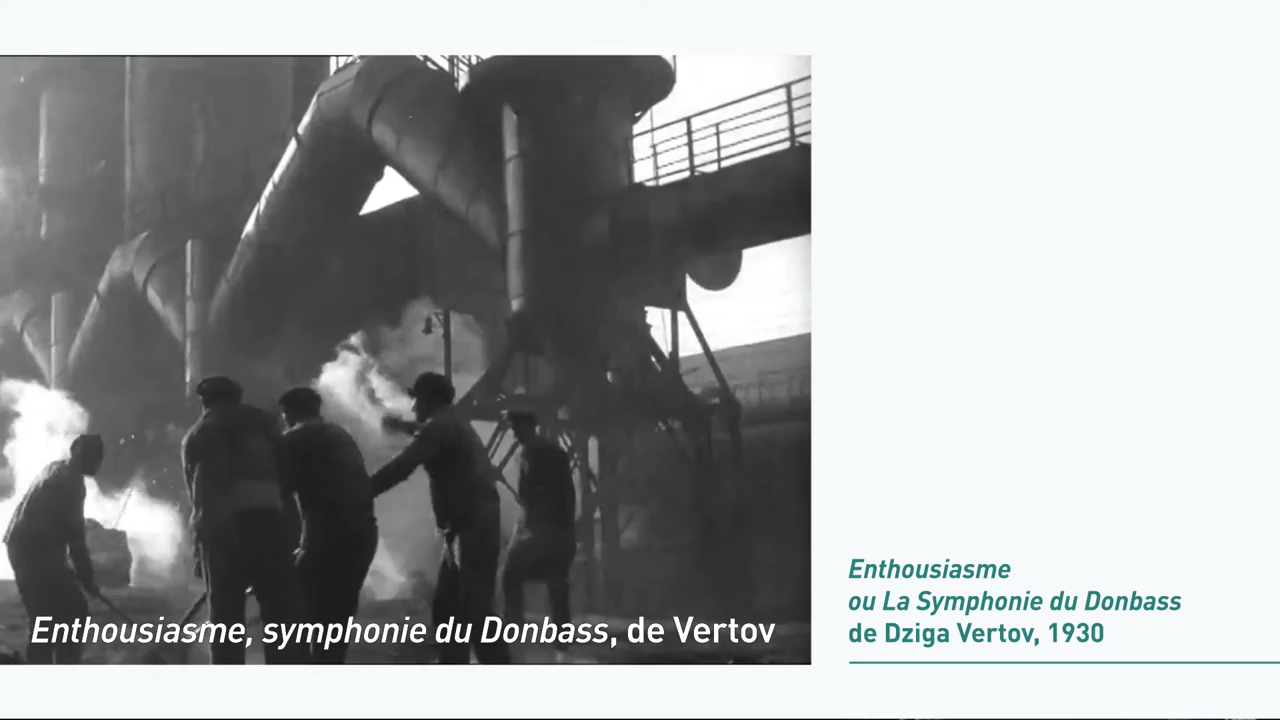 Enthousiasme, symphonie du Donbass, de Vertov
Enthousiasme
ou La Symphonie du Donbass
de Dziga Vertov, 1930